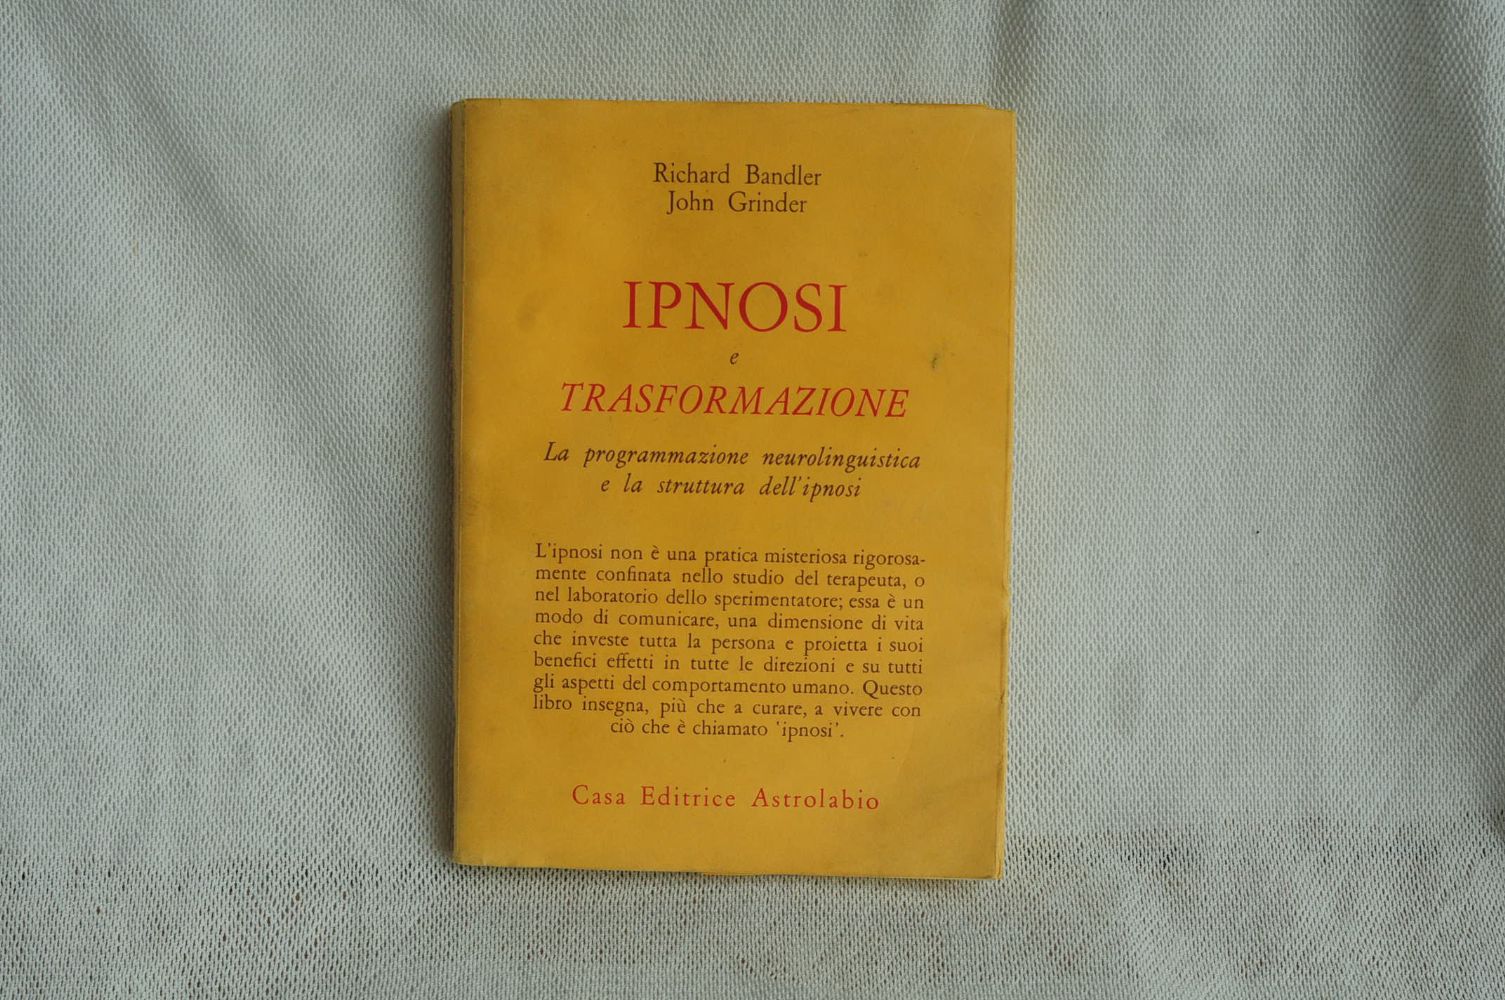 Richard Bandler
John Grinder
IPNOSI
e
TRASFORMAZIONE
La programmazione neurolinguistica
e la struttura dell'ipnosi
L'ipnosi non è una pratica misteriosa rigorosa-
mente confinata nello studio del terapeuta, o
nel laboratorio dello sperimentatore; essa è un
modo di comunicare, una dimensione di vita
che investe tutta la persona e proietta i suoi
benefici effetti in tutte le direzioni e su tutti
gli aspetti del comportamento umano. Questo
libro insegna, più che a curare, a vivere con
ciò che è chiamato 'ipnosi'.
Casa Editrice Astrolabio